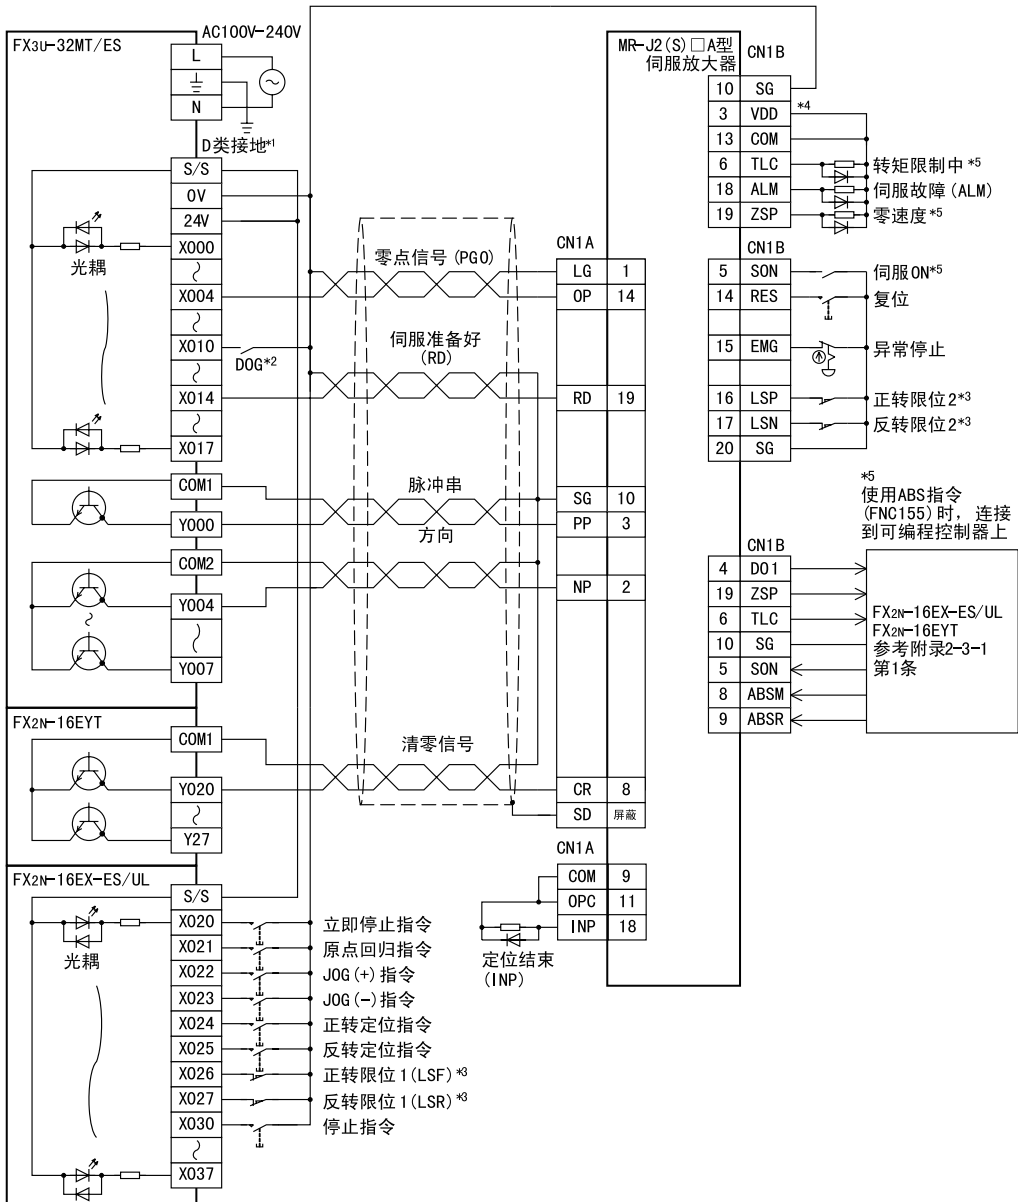 FX3U-32MT/ES
AC100V-240V
L
N
D类接地*1
S/S
0V
24V
X000
X004
X010
X014
X017
光耦
DOG*2
COM1
Y000
COM2
Y004
Y007
FX2N-16EYT
COM1
Y020
Y27
FX2N-16EX-ES/UL
S/S
X020
X021
X022
X023
X024
X025
X026
X027
X030
X037
光耦
立即停止指令
原点回归指令
JOG(+)指令
JOG(-)指令
正转定位指令
反转定位指令
正转限位1(LSF)*3
反转限位1(LSR)*3
停止指令
零点信号(PG0)
伺服准备好
(RD)
脉冲串
方向
清零信号
CN1A
LG 1
OP 14
RD 19
SG 10
PP 3
NP 2
CR 8
SD 屏蔽
CN1A
COM 9
OPC 11
INP 18
定位结束
(INP)
MR-J2(S)□A型
伺服放大器
CN1B
10 SG
3 VDD *4
13 COM
6 TLC 转矩限制中*5
18 ALM 伺服故障(ALM)
19 ZSP 零速度*5
CN1B
5 SON 伺服ON*5
14 RES 复位
15 EMG 异常停止
16 LSP 正转限位2*3
17 LSN 反转限位2*3
20 SG
*5
使用ABS指令
(FNC155)时，连接
到可编程控制器上
CN1B
4 DO1
19 ZSP
6 TLC
10 SG
5 SON
8 ABSM
9 ABSR
FX2N-16EX-ES/UL
FX2N-16EYT
参考附录2-3-1
第1条